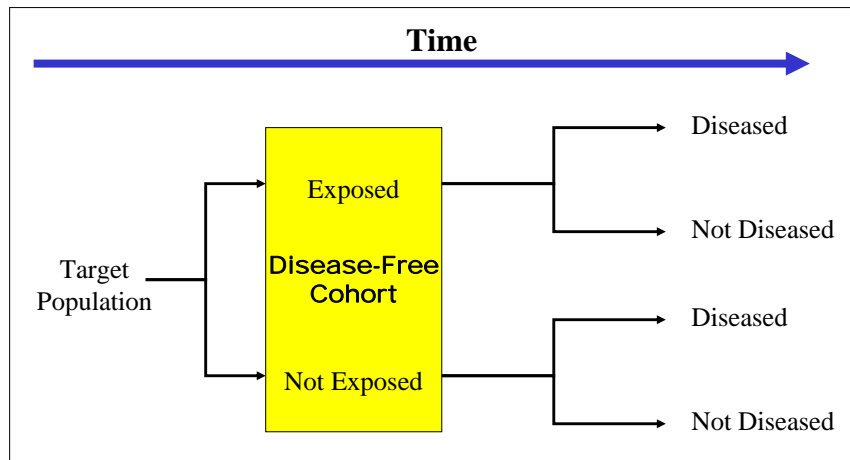 Time
Diseased
Exposed
Not Diseased
Target
Population
Disease-Free
Cohort
Diseased
Not Exposed
Not Diseased